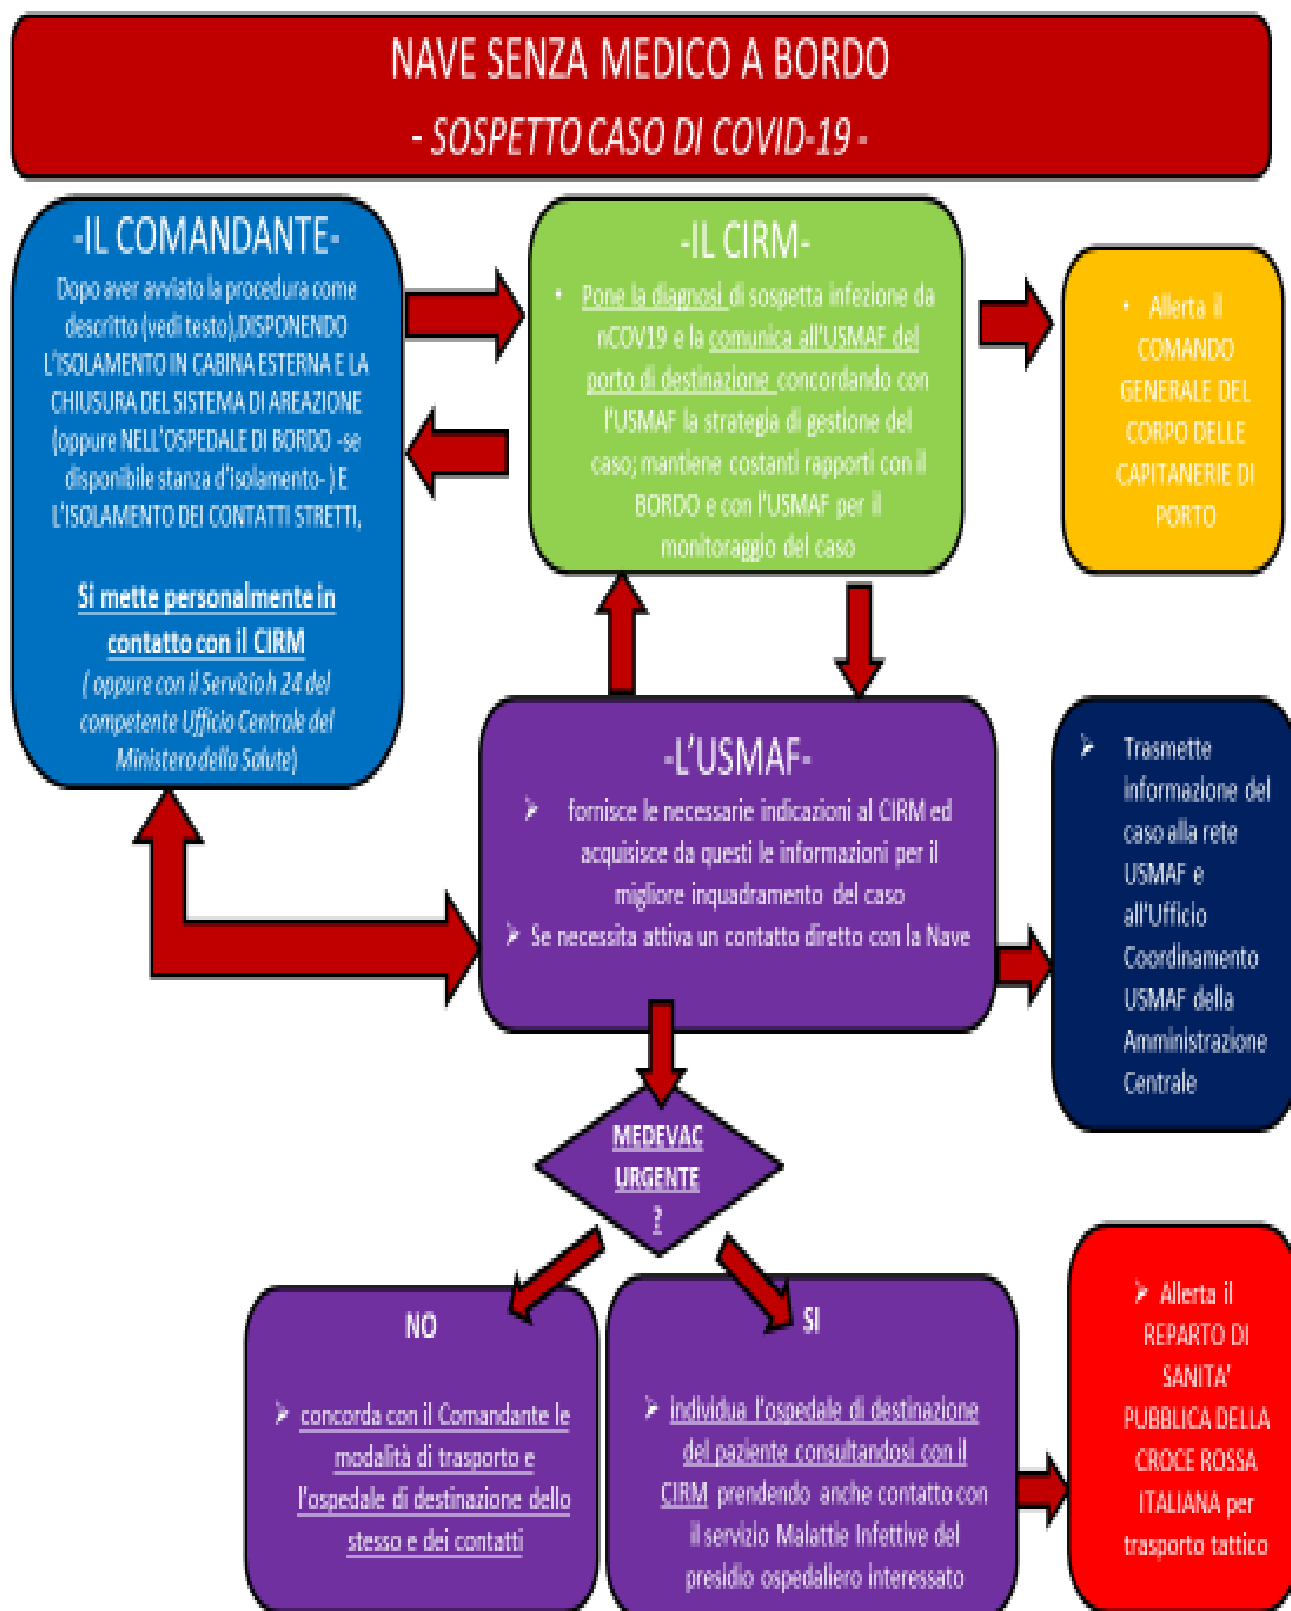 NAVE SENZA MEDICO A BORDO
- SOSPETTO CASO DI COVID-19 -
-IL COMANDANTE-
Dopo aver avviato la procedura come
descritto (vedi testo),DISPONENDO
L'ISOLAMENTO IN CABINA ESTERNA E LA
CHIUSURA DEL SISTEMA DI AREAZIONE
(oppure NELL'OSPEDALE DI BORDO -se
disponibile stanza d'isolamento- ) E
L'ISOLAMENTO DEI CONTATTI STRETTI,
Si mette personalmente in
contatto con il CIRM
( oppure con il Servizio h 24 del
competente Ufficio Centrale del
Ministero della Salute)
-IL CIRM-
• Pone la diagnosi di sospetta infezione da
nCOV19 e la comunica all'USMAF del
porto di destinazione concordando con
l'USMAF la strategia di gestione del
caso; mantiene costanti rapporti con il
BORDO e con l'USMAF per il
monitoraggio del caso
• Allerta il
COMANDO
GENERALE DEL
CORPO DELLE
CAPITANERIE DI
PORTO
-L'USMAF-
➢ fornisce le necessarie indicazioni al CIRM ed
acquisisce da questi le informazioni per il
migliore inquadramento del caso
➢ Se necessita attiva un contatto diretto con la Nave
➢ Trasmette
informazione del
caso alla rete
USMAF e
all'Ufficio
Coordinamento
USMAF della
Amministrazione
Centrale
MEDEVAC
URGENTE
?
NO
➢ concorda con il Comandante le
modalità di trasporto e
l'ospedale di destinazione dello
stesso e dei contatti
SI
➢ individua l'ospedale di destinazione
del paziente consultandosi con il
CIRM prendendo anche contatto con
il servizio Malattie Infettive del
presidio ospedaliero interessato
➢ Allerta il
REPARTO DI
SANITA'
PUBBLICA DELLA
CROCE ROSSA
ITALIANA per
trasporto tattico